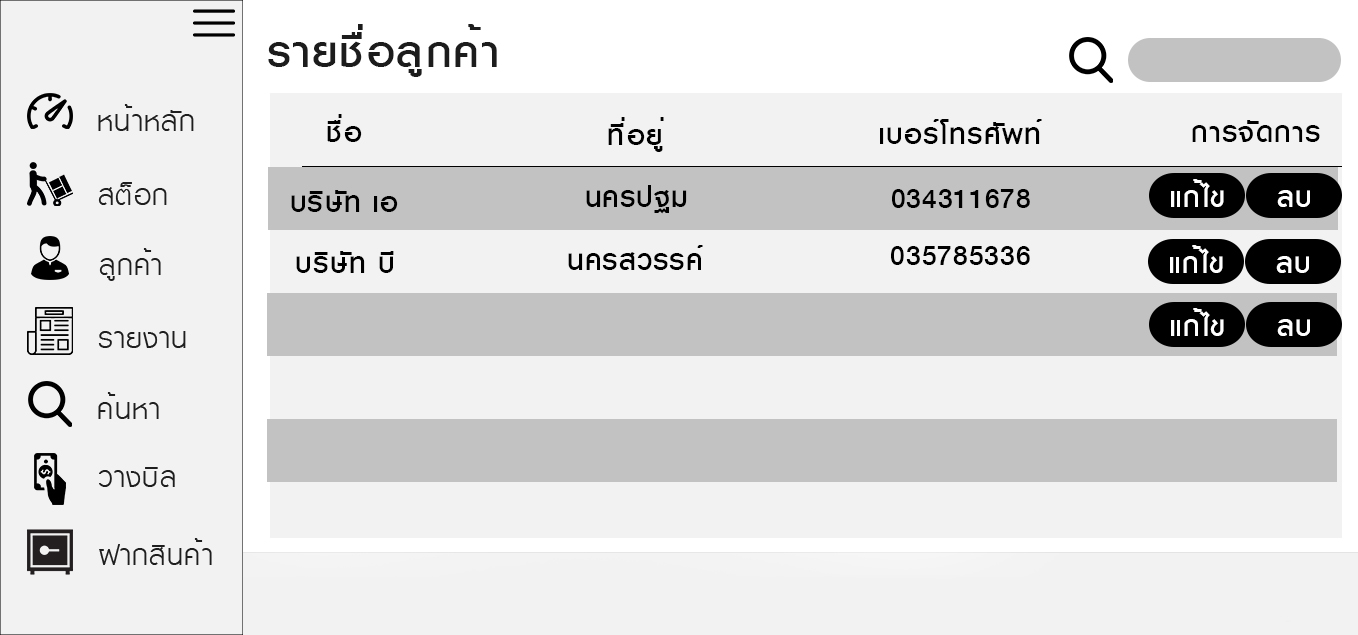 หน้าหลัก
สต๊อก
ลูกค้า
รายงาน
ค้นหา
วางบิล
ฝากสินค้า
รายชื่อลูกค้า
ชื่อ ที่อยู่ เบอร์โทรศัพท์ การจัดการ
บริษัท เอ นครปฐม 034311678 แก้ไข ลบ
บริษัท บี นครสวรรค์ 035785336 แก้ไข ลบ
แก้ไข ลบ